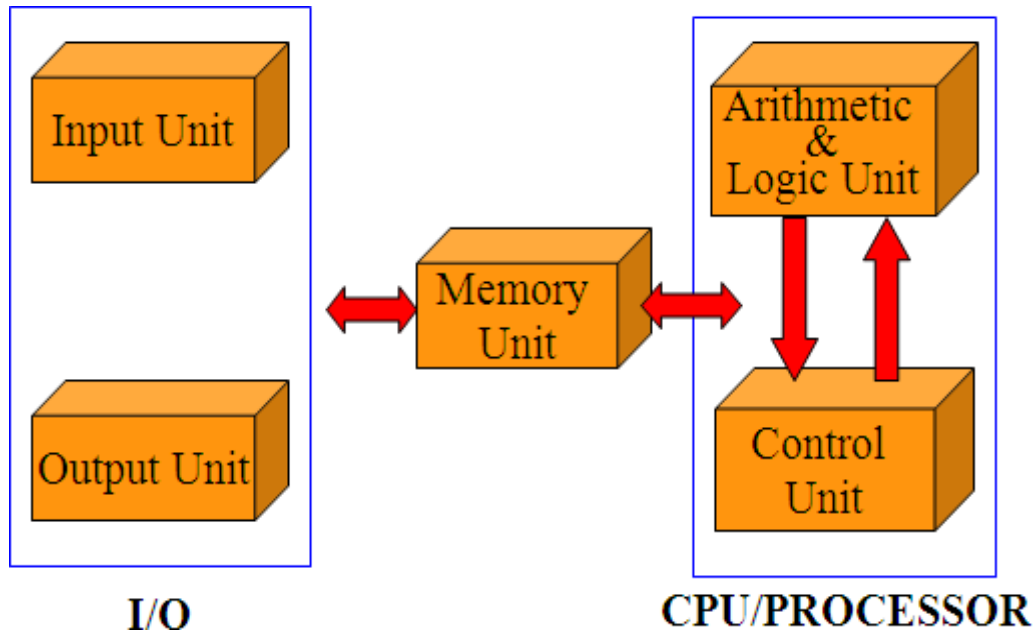 Input Unit
Output Unit
I/O
Memory
Unit
Arithmetic
&
Logic Unit
Control
Unit
CPU/PROCESSOR